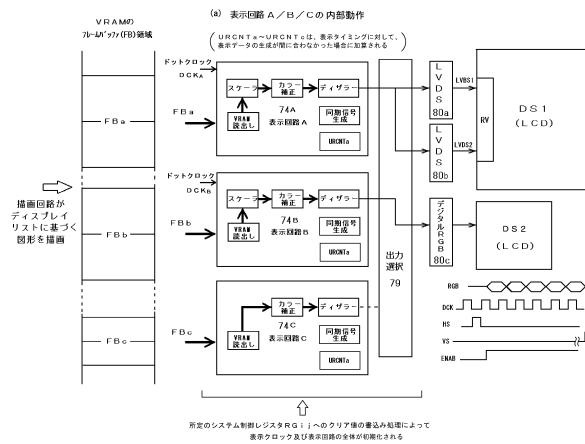 (a) 表示回路A/B/Cの内部動作
(URCNTa~URCNTcは、表示タイミングに対して、
表示データの生成が間に合わなかった場合に加算される)
VRAMの
フレームバッファ(FB)領域
FBa
FBb
FBc
描画回路が
ディスプレイ
リストに基づく
図形を描画
ドットクロック
DCKA
FBa
スケーラ
カラー
補正
ディザラー
VRAM
読出し
74A
表示回路A
同期信号
生成
URCNTa
ドットクロック
DCKB
FBb
スケーラ
カラー
補正
ディザラー
VRAM
読出し
74B
表示回路B
同期信号
生成
URCNTa
FBc
カラー
補正
ディザラー
VRAM
読出し
74C
表示回路C
同期信号
生成
URCNTa
出力
選択
79
LVDS
80a
LVBS1
LVDS
80b
LVDS2
RV
DS1
(LCD)
デジタルRGB
80c
DS2
(LCD)
RGB
DCK
HS
VS
ENAB
所定のシステム制御レジスタRGijへのクリア値の書込み処理によって
表示クロック及び表示回路の全体が初期化される